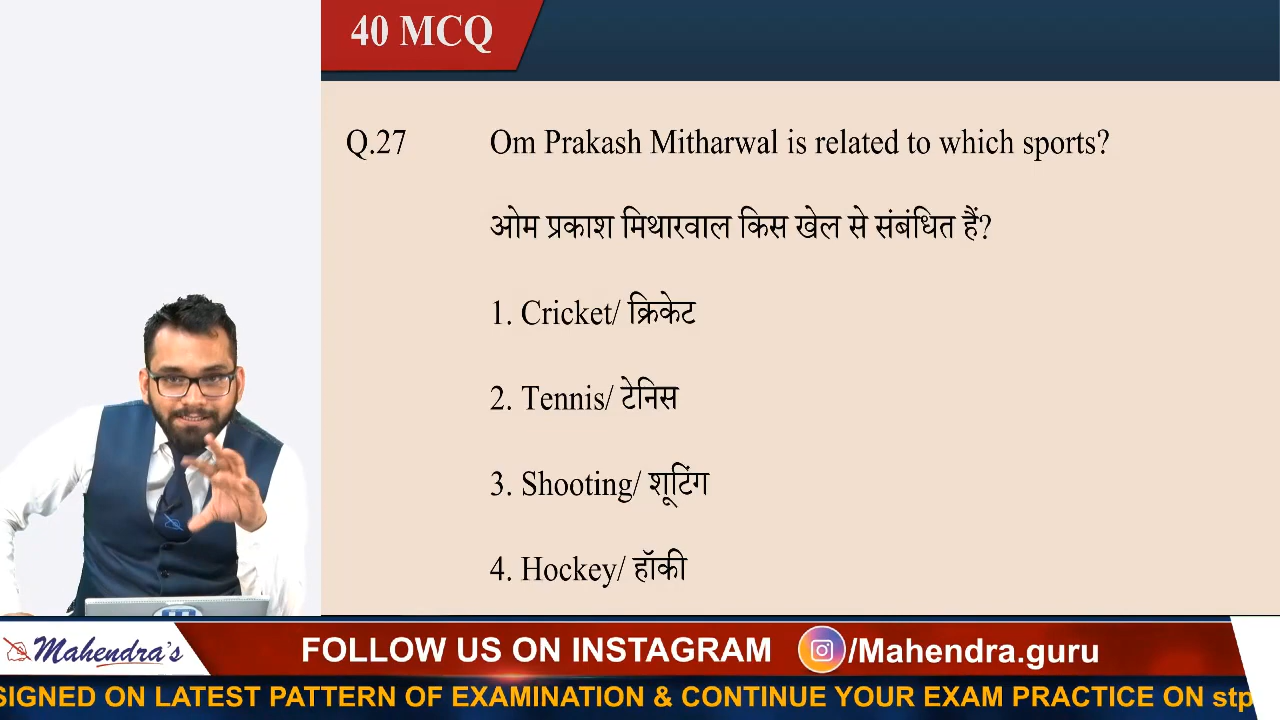 40 MCQ
Q.27 Om Prakash Mitharwal is related to which sports?
ओम प्रकाश मिथारवाल किस खेल से संबंधित हैं?
1. Cricket/ क्रिकेट
2. Tennis/ टेनिस
3. Shooting/ शूटिंग
4. Hockey/ हॉकी
Mahendra's FOLLOW US ON INSTAGRAM /Mahendra.guru
SIGNED ON LATEST PATTERN OF EXAMINATION & CONTINUE YOUR EXAM PRACTICE ON stp